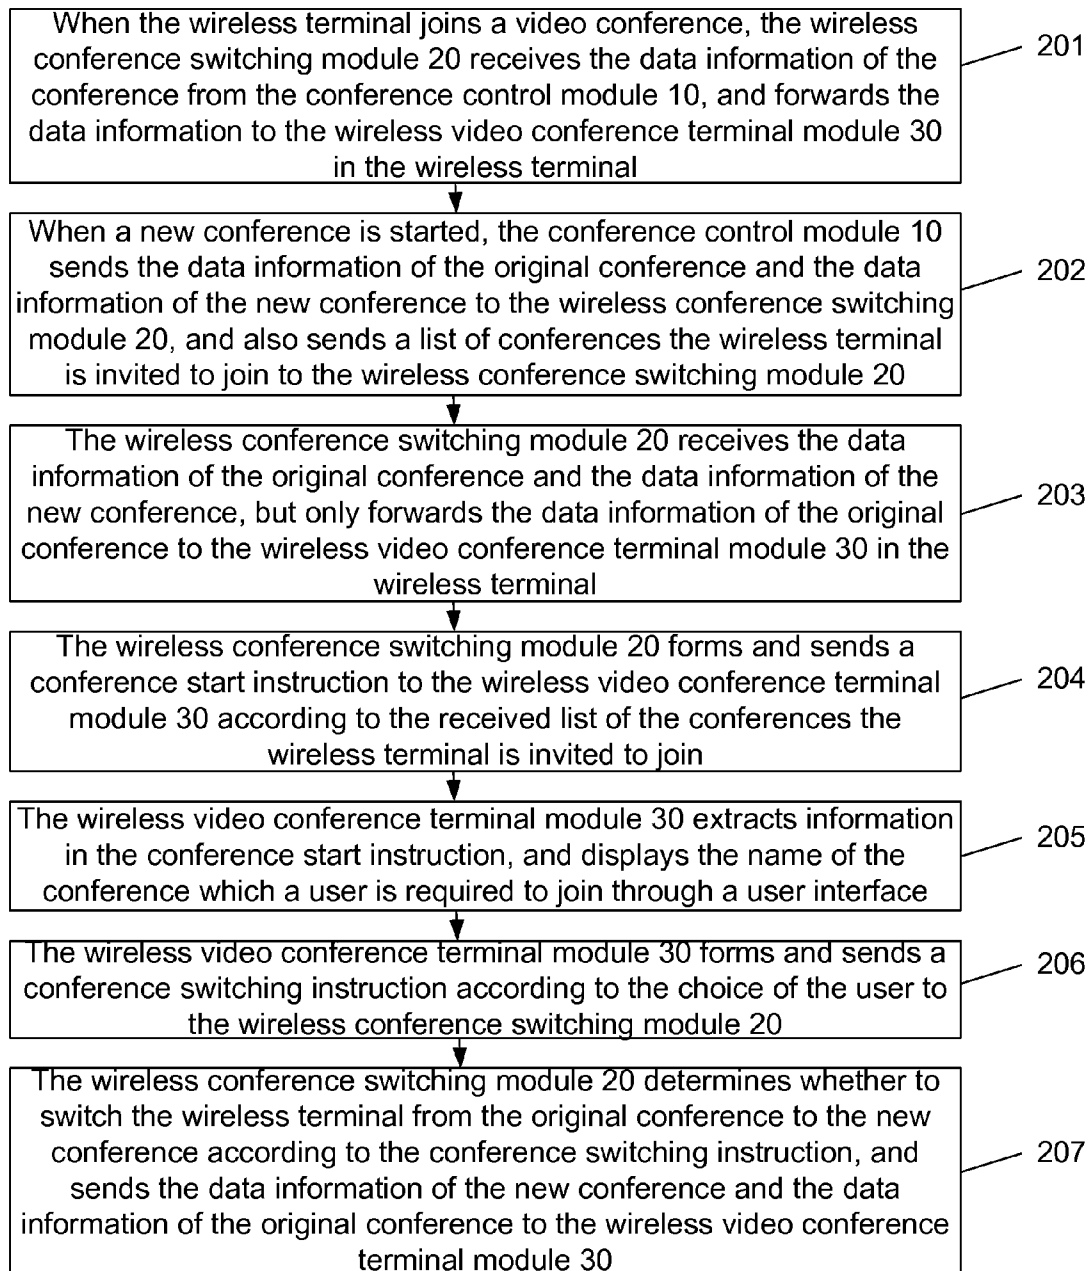 When the wireless terminal joins a video conference, the wireless
conference switching module 20 receives the data information of the
conference from the conference control module 10, and forwards the
data information to the wireless video conference terminal module 30
in the wireless terminal
201
When a new conference is started, the conference control module 10
sends the data information of the original conference and the data
information of the new conference to the wireless conference switching
module 20, and also sends a list of conferences the wireless terminal
is invited to join to the wireless conference switching module 20
202
The wireless conference switching module 20 receives the data
information of the original conference and the data information of the
new conference, but only forwards the data information of the original
conference to the wireless video conference terminal module 30 in the
wireless terminal
203
The wireless conference switching module 20 forms and sends a
conference start instruction to the wireless video conference terminal
module 30 according to the received list of the conferences the
wireless terminal is invited to join
204
The wireless video conference terminal module 30 extracts information
in the conference start instruction, and displays the name of the
conference which a user is required to join through a user interface
205
The wireless video conference terminal module 30 forms and sends a
conference switching instruction according to the choice of the user to
the wireless conference switching module 20
206
The wireless conference switching module 20 determines whether to
switch the wireless terminal from the original conference to the new
conference according to the conference switching instruction, and
sends the data information of the new conference and the data
information of the original conference to the wireless video conference
terminal module 30
207